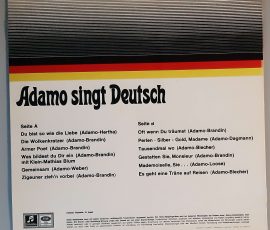 Adamo singt Deutsch
Seite A
Du bist so wie die Liebe (Adamo-Hertha)
Die Wolkenkratzer (Adamo-Brandin)
Armer Poet (Adamo-Brandin)
Was bildest du Dir ein (Adamo-Brandin)
mit Klein-Mathias Blum
Gemeinsam (Adamo-Weber)
Zigeuner zieh'n vorbei (Adamo-Brandin)
Seite
Oft wenn Du träumst (Adamo-Brandin)
Perlen - Silber - Gold, Madame (Adamo-Dagmann)
Tausendmal wo (Adamo-Blecher)
Gestatten Sie, Monsieur (Adamo-Brandin)
Mademoiselle, Sie . . . (Adamo-Loose)
Es geht eine Träne auf Reisen (Adamo-Blecher)